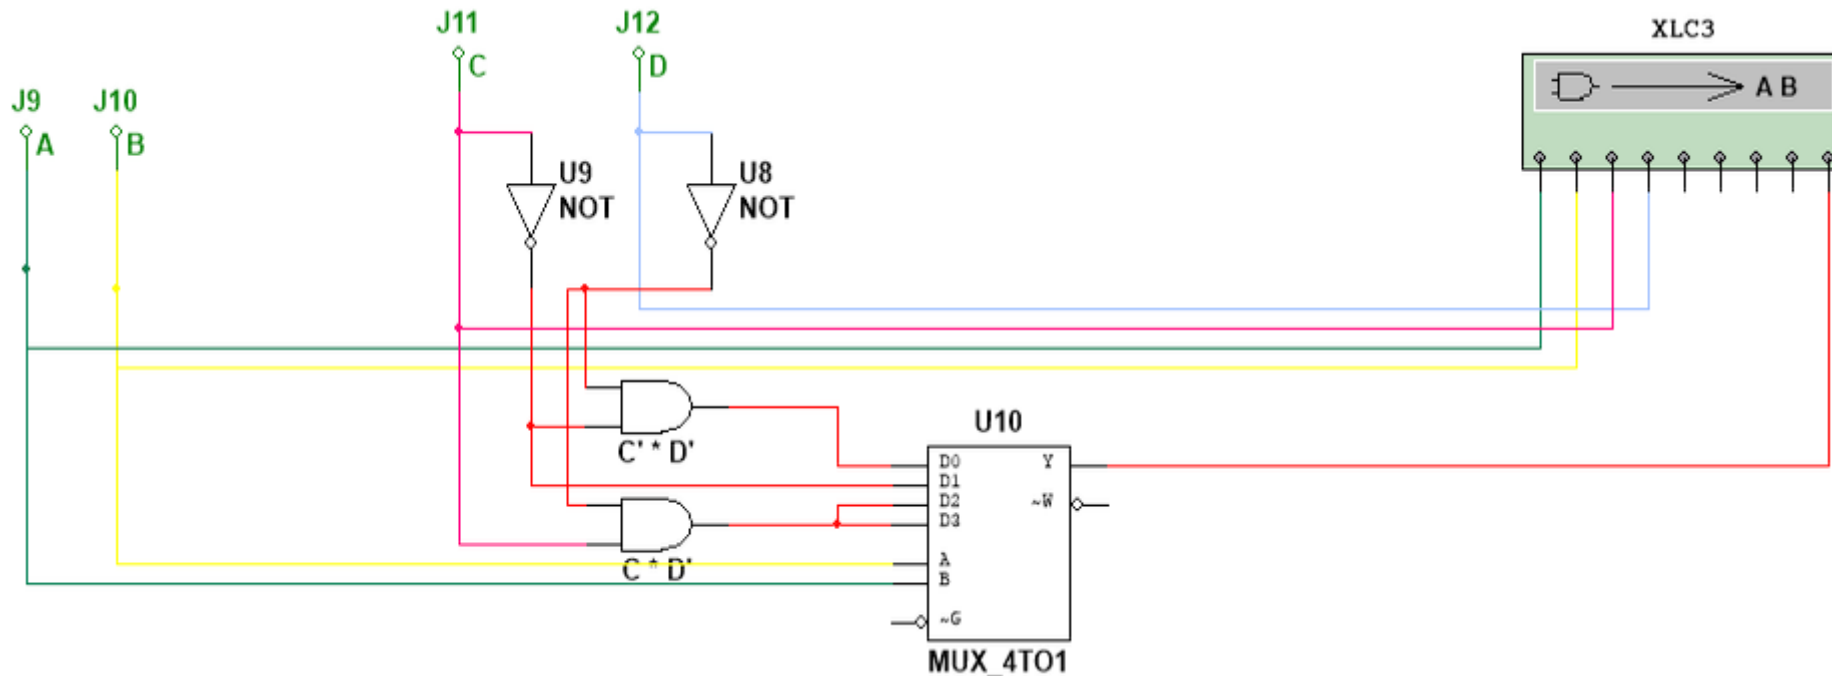 J11
J12
XLC3
C
D
A B
J9
J10
A
B
U9
NOT
U8
NOT
C' * D'
U10
D0
Y
D1
D2
~W
D3
A
B
C * D'
~G
MUX_4TO1